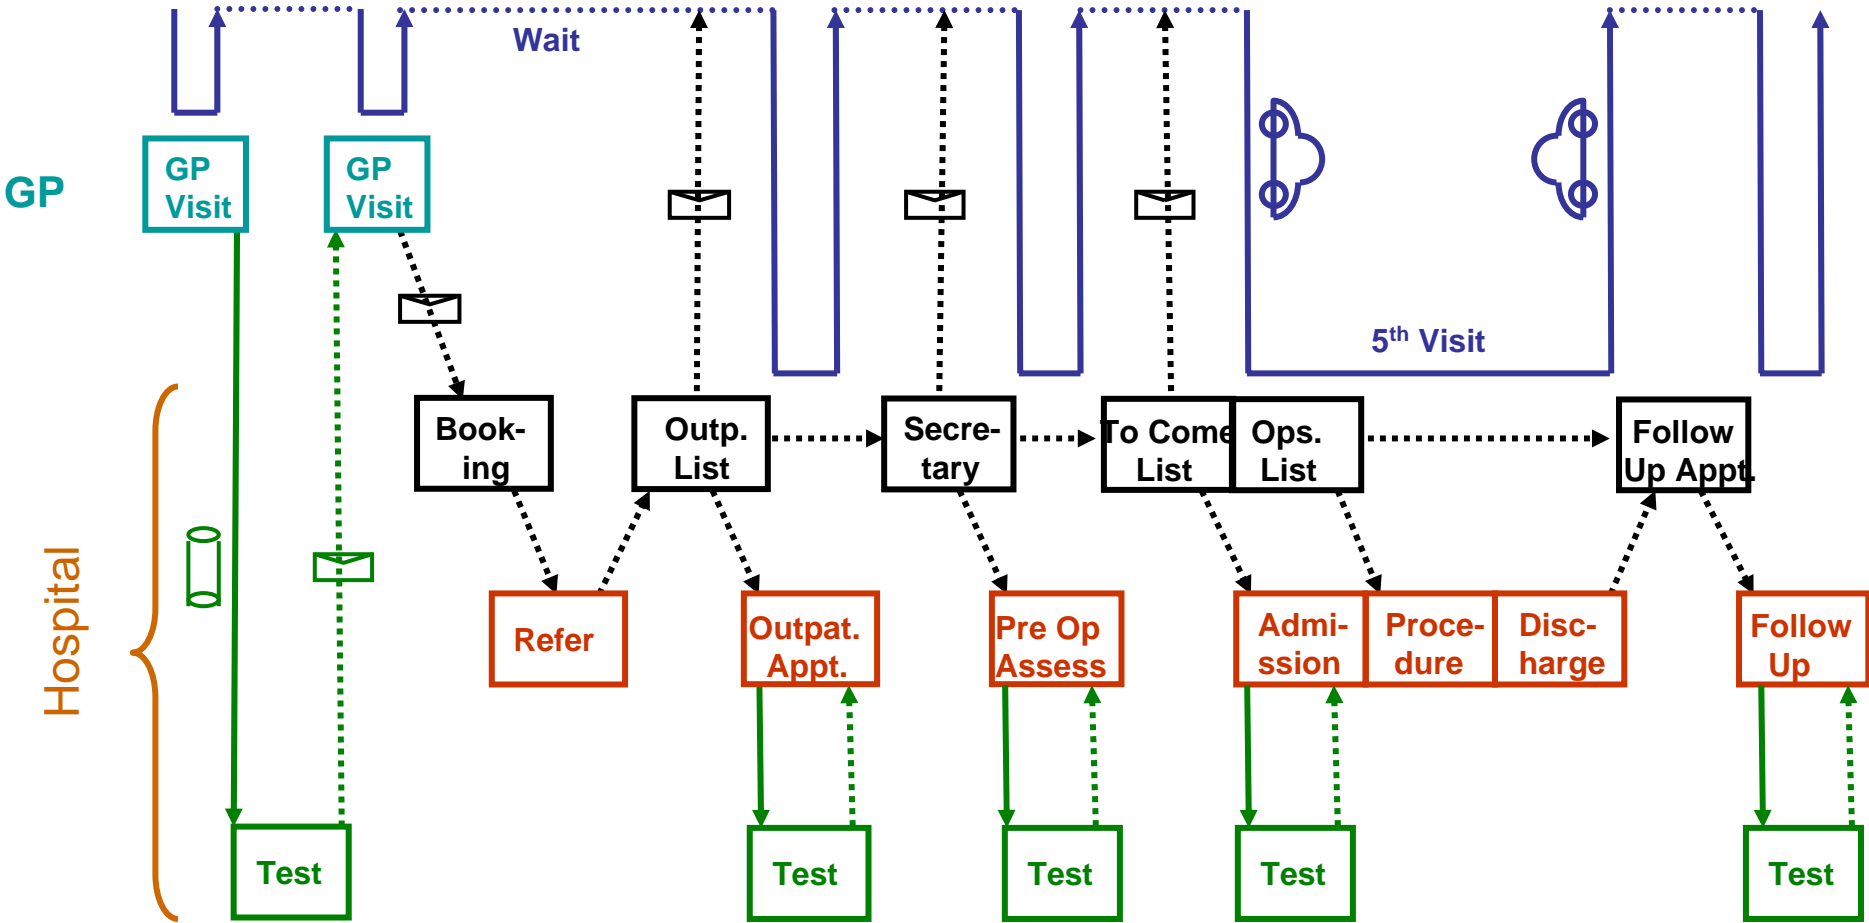 Wait
GP
GP
Visit
GP
Visit
5th Visit
Hospital
Book-
ing
Outp.
List
Secre-
tary
To Come
List
Ops.
List
Follow
Up Appt.
Refer
Outpat.
Appt.
Pre Op
Assess
Admi-
ssion
Proce-
dure
Disc-
harge
Follow
Up
Test
Test
Test
Test
Test